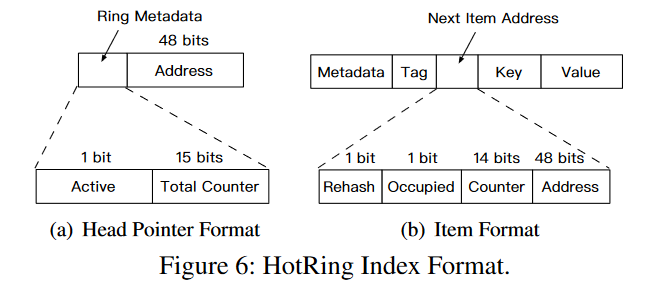 Ring Metadata
48 bits
Address
1 bit
15 bits
Active
Total Counter
(a) Head Pointer Format
Next Item Address
Metadata
Tag
Key
Value
1 bit
1 bit
14 bits
48 bits
Rehash
Occupied
Counter
Address
(b) Item Format
Figure 6: HotRing Index Format.